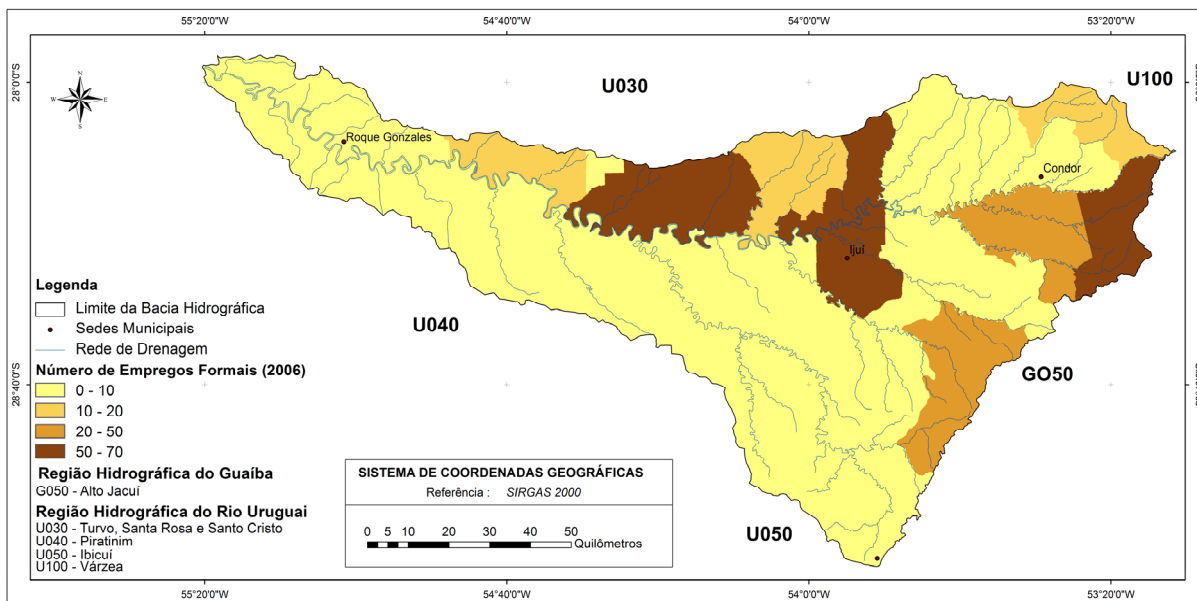 55°20'0"W
54°40'0"W
54°0'0"W
53°20'0"W
28°0'0"S
N
W
E
S
U030
U100
Roque Gonzales
Condor
Ijuí
U040
GO50
U050
28°40'0"S
Legenda
Limite da Bacia Hidrográfica
Sedes Municipais
Rede de Drenagem
Número de Empregos Formais (2006)
0 - 10
10 - 20
20 - 50
50 - 70
Região Hidrográfica do Guaíba
G050 - Alto Jacuí
Região Hidrográfica do Rio Uruguai
U030 - Turvo, Santa Rosa e Santo Cristo
U040 - Piratinim
U050 - Ibicuí
U100 - Várzea
SISTEMA DE COORDENADAS GEOGRÁFICAS
Referência : SIRGAS 2000
0 5 10 20 30 40 50
Quilômetros
55°20'0"W
54°40'0"W
54°0'0"W
53°20'0"W